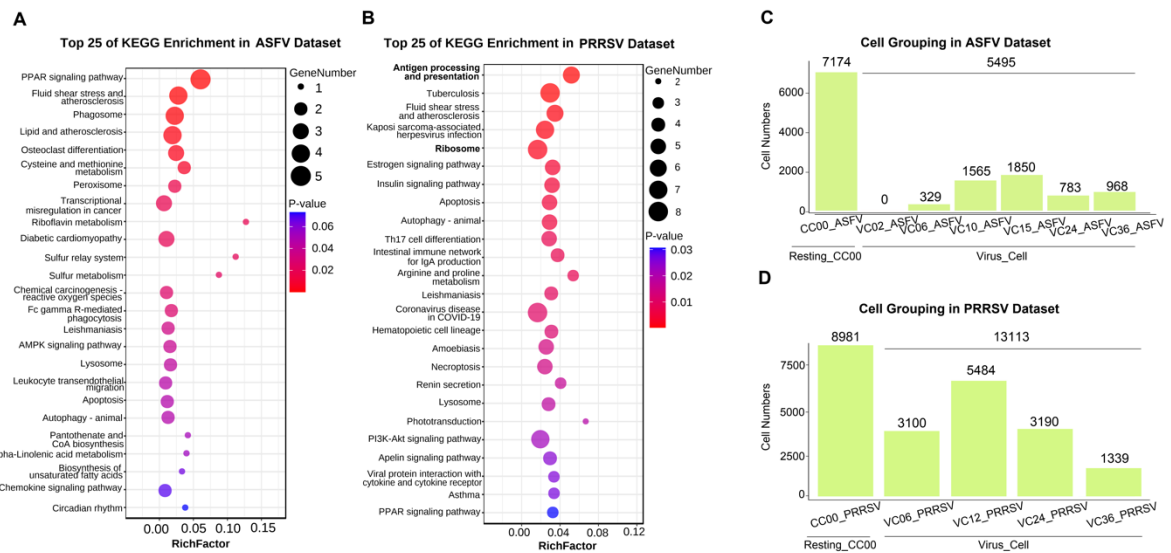 A
Top 25 of KEGG Enrichment in ASFV Dataset
PPAR signaling pathway
Fluid shear stress and
atherosclerosis
Phagosome
Lipid and atherosclerosis
Osteoclast differentiation
Cysteine and methionine
metabolism
Peroxisome
Transcriptional
misregulation in cancer
Riboflavin metabolism
Diabetic cardiomyopathy
Sulfur relay system
Sulfur metabolism
Chemical carcinogenesis -
reactive oxygen species
Fc gamma R-mediated
phagocytosis
Leishmaniasis
AMPK signaling pathway
Lysosome
Leukocyte transendothelial
migration
Apoptosis
Autophagy - animal
Pantothenate and
CoA biosynthesis
pha-Linolenic acid metabolism
Biosynthesis of
unsaturated fatty acids
Chemokine signaling pathway
Circadian rhythm
0.00 0.05 0.10 0.15
RichFactor
GeneNumber
1
2
3
4
5
P-value
0.06
0.04
0.02
B
Top 25 of KEGG Enrichment in PRRSV Dataset
Antigen processing
and presentation
Tuberculosis
Fluid shear stress
and atherosclerosis
Kaposi sarcoma-associated
herpesvirus infection
Ribosome
Estrogen signaling pathway
Insulin signaling pathway
Apoptosis
Autophagy - animal
Th17 cell differentiation
Intestinal immune network
for IgA production
Arginine and proline
metabolism
Leishmaniasis
Coronavirus disease
in COVID-19
Hematopoietic cell lineage
Amoebiasis
Necroptosis
Renin secretion
Lysosome
Phototransduction
PI3K-Akt signaling pathway
Apelin signaling pathway
Viral protein interaction with
cytokine and cytokine receptor
Asthma
PPAR signaling pathway
0.00 0.04 0.08 0.12
RichFactor
GeneNumber
2
3
4
5
6
7
8
P-value
0.03
0.02
0.01
C
Cell Grouping in ASFV Dataset
7174 5495
Cell Numbers
6000
4000
2000
0
0 329 1565 1850 783 968
CC00_ASFV VC02_ASFV VC06_ASFV VC10_ASFV VC15_ASFV VC24_ASFV VC36_ASFV
Resting_CC00 Virus_Cell
D
Cell Grouping in PRRSV Dataset
8981 13113
Cell Numbers
7500
5000
2500
0
3100 5484 3190 1339
CC00_PRRSV VC06_PRRSV VC12_PRRSV VC24_PRRSV VC36_PRRSV
Resting_CC00 Virus_Cell